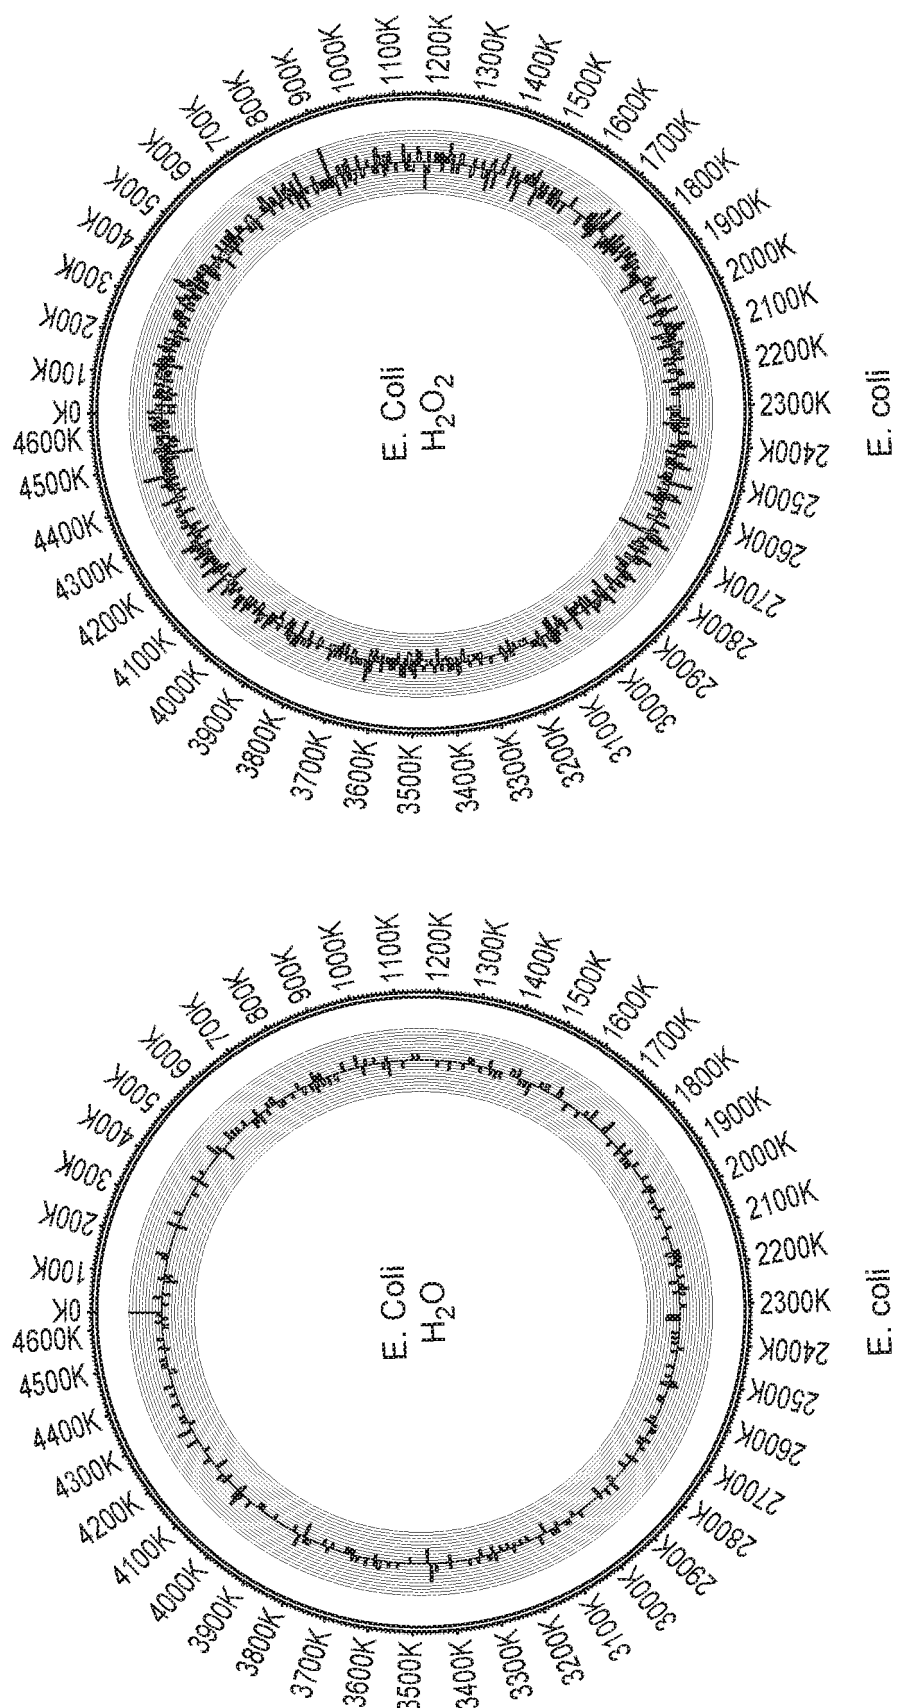 0K
100K
200K
300K
400K
500K
600K
700K
800K
900K
1000K
1100K
1200K
1300K
1400K
1500K
1600K
1700K
1800K
1900K
2000K
2100K
2200K
2300K
2400K
2500K
2600K
2700K
2800K
2900K
3000K
3100K
3200K
3300K
3400K
3500K
3600K
3700K
3800K
3900K
4000K
4100K
4200K
4300K
4400K
4500K
4600K
E. Coli
H₂O
E. coli
0K
100K
200K
300K
400K
500K
600K
700K
800K
900K
1000K
1100K
1200K
1300K
1400K
1500K
1600K
1700K
1800K
1900K
2000K
2100K
2200K
2300K
2400K
2500K
2600K
2700K
2800K
2900K
3000K
3100K
3200K
3300K
3400K
3500K
3600K
3700K
3800K
3900K
4000K
4100K
4200K
4300K
4400K
4500K
4600K
E. Coli
H₂O₂
E. coli